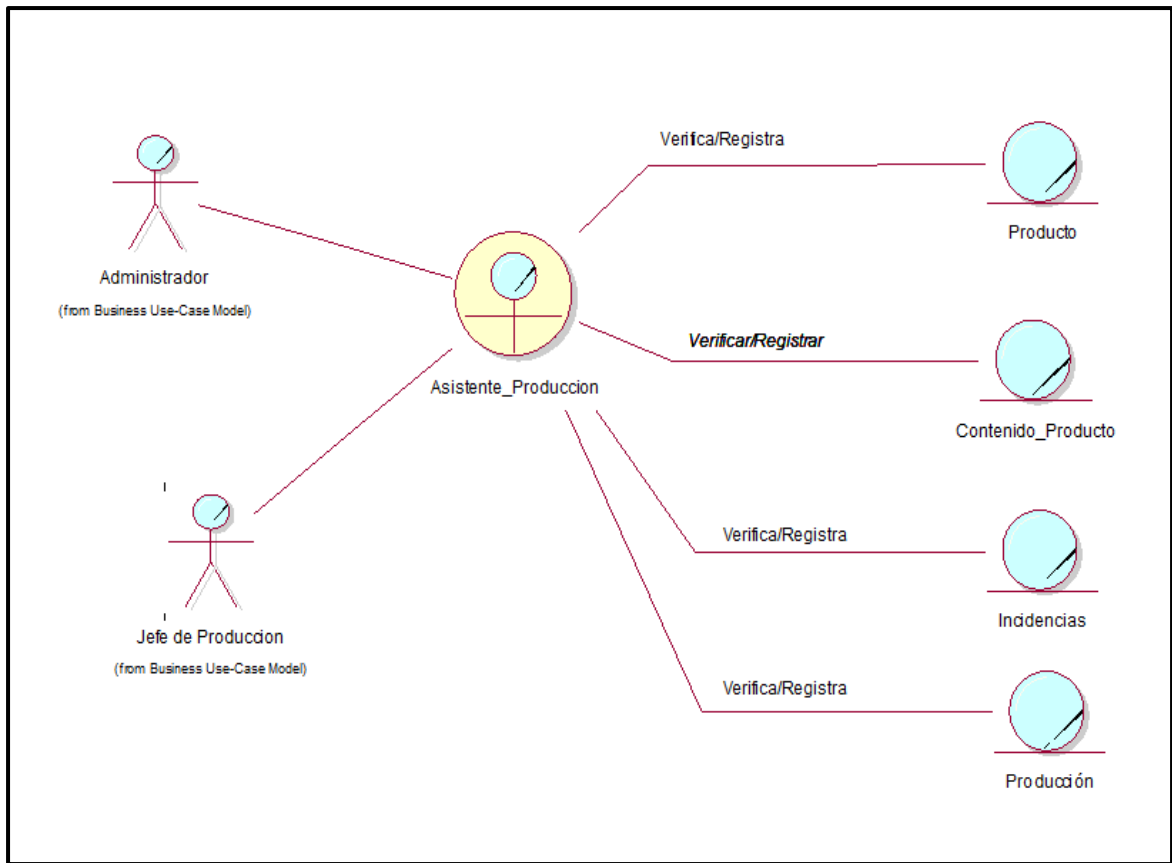 Verifica/Registra
Producto
Administrador
(from Business Use-Case Model)
Asistente_Produccion
Verificar/Registrar
Contenido_Producto
Verifica/Registra
Incidencias
Jefe de Produccion
(from Business Use-Case Model)
Verifica/Registra
Producción